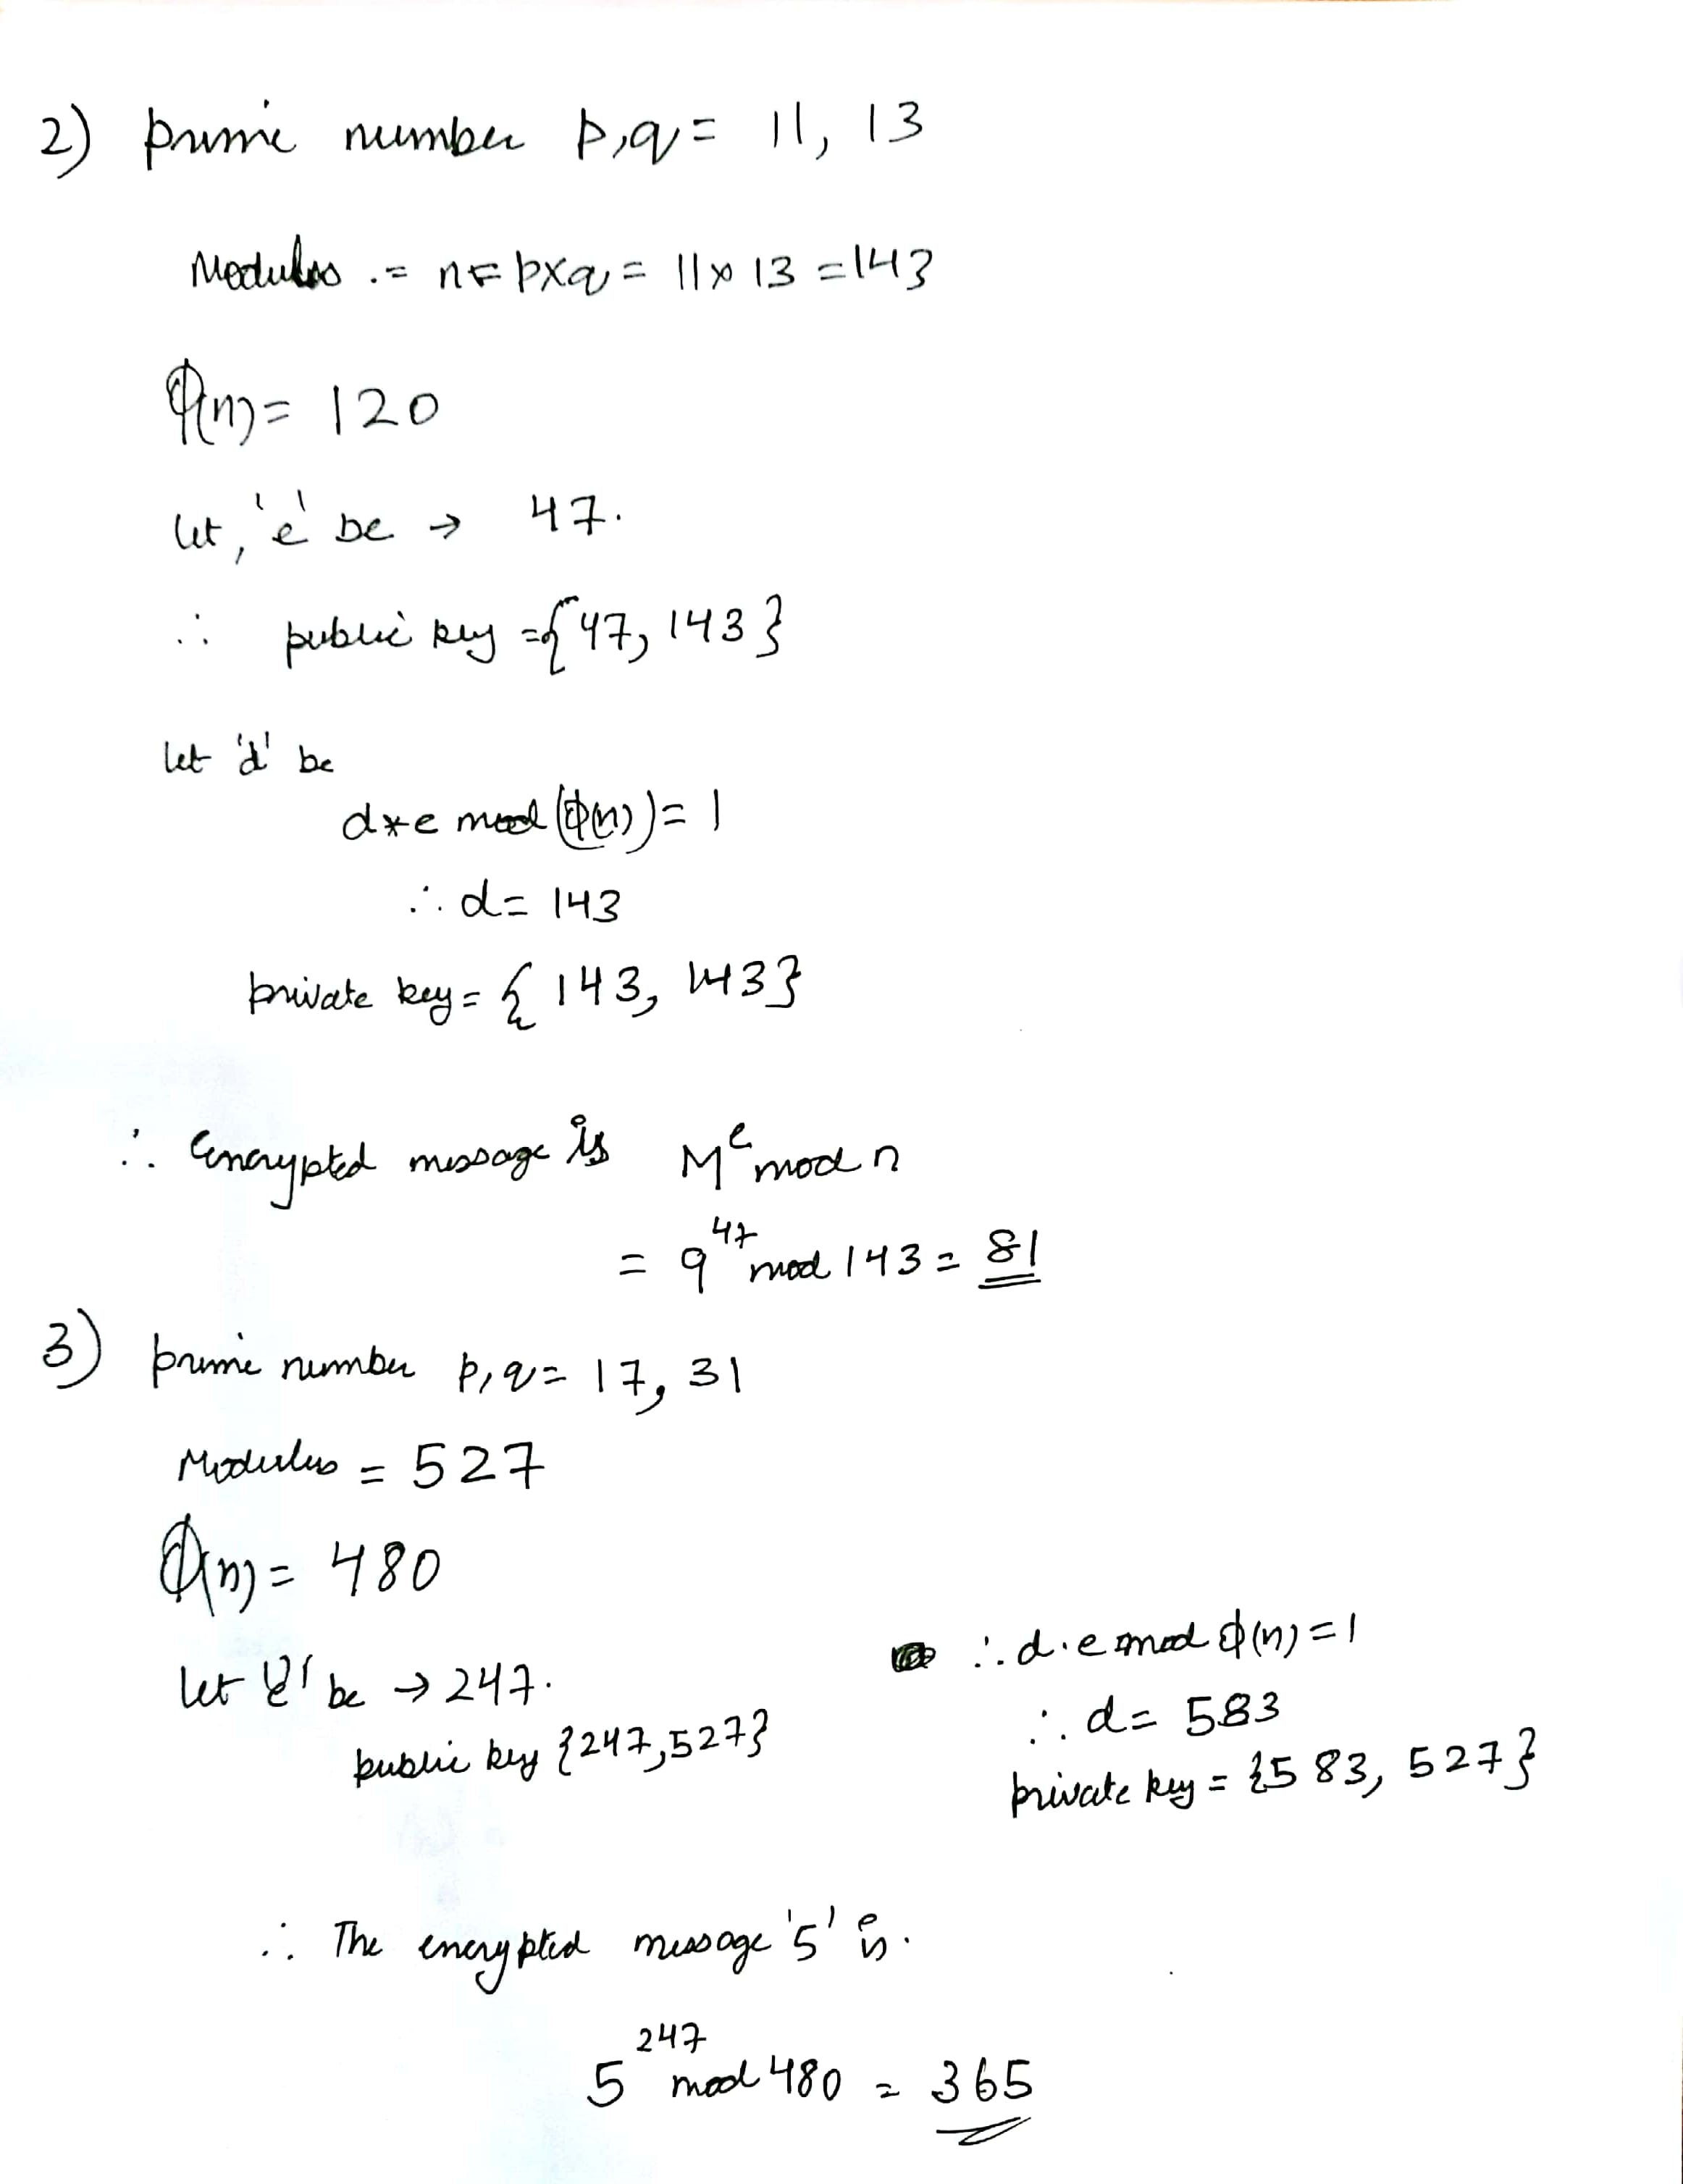 2) prime number p,q = 11, 13
Modulus .= n = p×q = 11×13 = 143
ϕ(n) = 120
let, 'e' be → 47.
∴ public key = {47, 143}
let 'd' be
d*e mod (ϕ(n)) = 1
∴ d = 143
private key = { 143, 143}
∴ Encrypted message is M^e mod n
= 9^47 mod 143 = 81
3) prime number p,q = 17, 31
Modulus = 527
ϕ(n) = 480
let 'e' be → 247.
public key {247,527}
∴ d.e mod ϕ(n) = 1
∴ d = 583
private key = {583, 527}
∴ The encrypted message '5' is.
5^247 mod 480 = 365